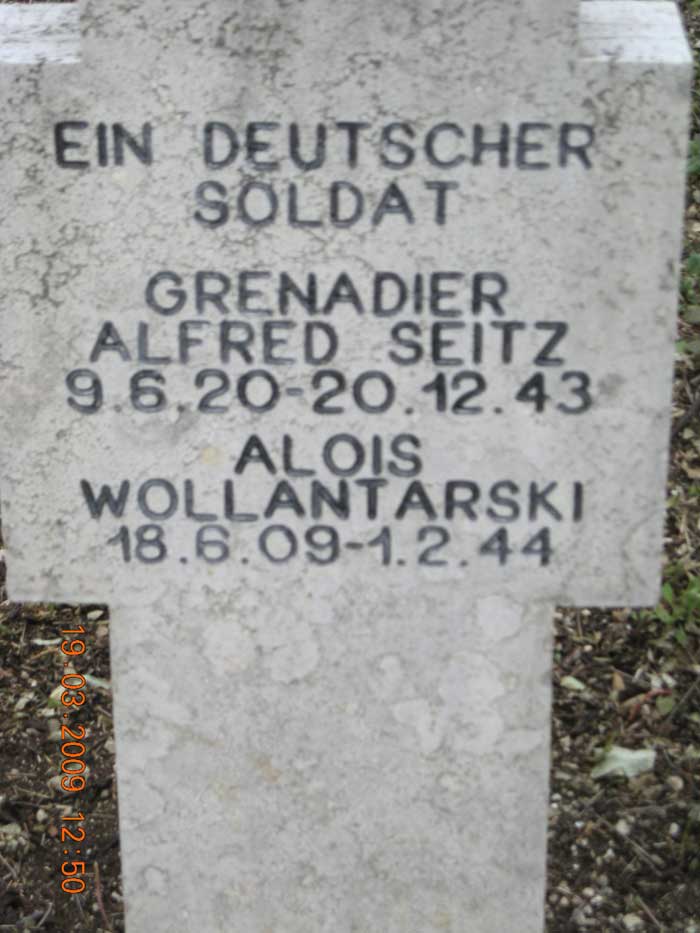 EIN DEUTSCHER
SOLDAT
GRENADIER
ALFRED SEITZ
9.6.20-20.12.43
ALOIS
WOLLANTARSKI
18.6.09-1.2.44
19.03.2009 12:50